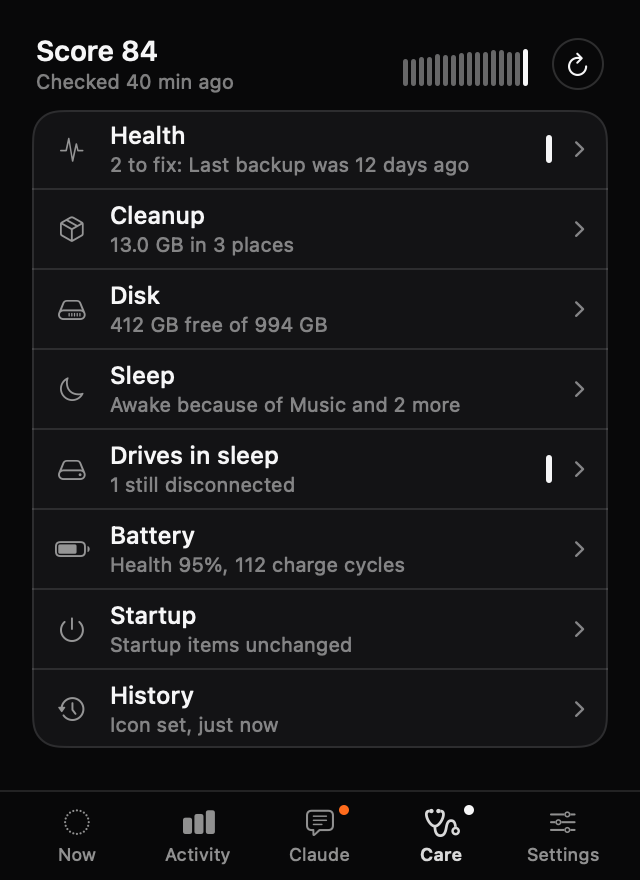 Score 84
Checked 40 min ago
Health
2 to fix: Last backup was 12 days ago
Cleanup
13.0 GB in 3 places
Disk
412 GB free of 994 GB
Sleep
Awake because of Music and 2 more
Drives in sleep
1 still disconnected
Battery
Health 95%, 112 charge cycles
Startup
Startup items unchanged
History
Icon set, just now
Now
Activity
Claude
Care
Settings